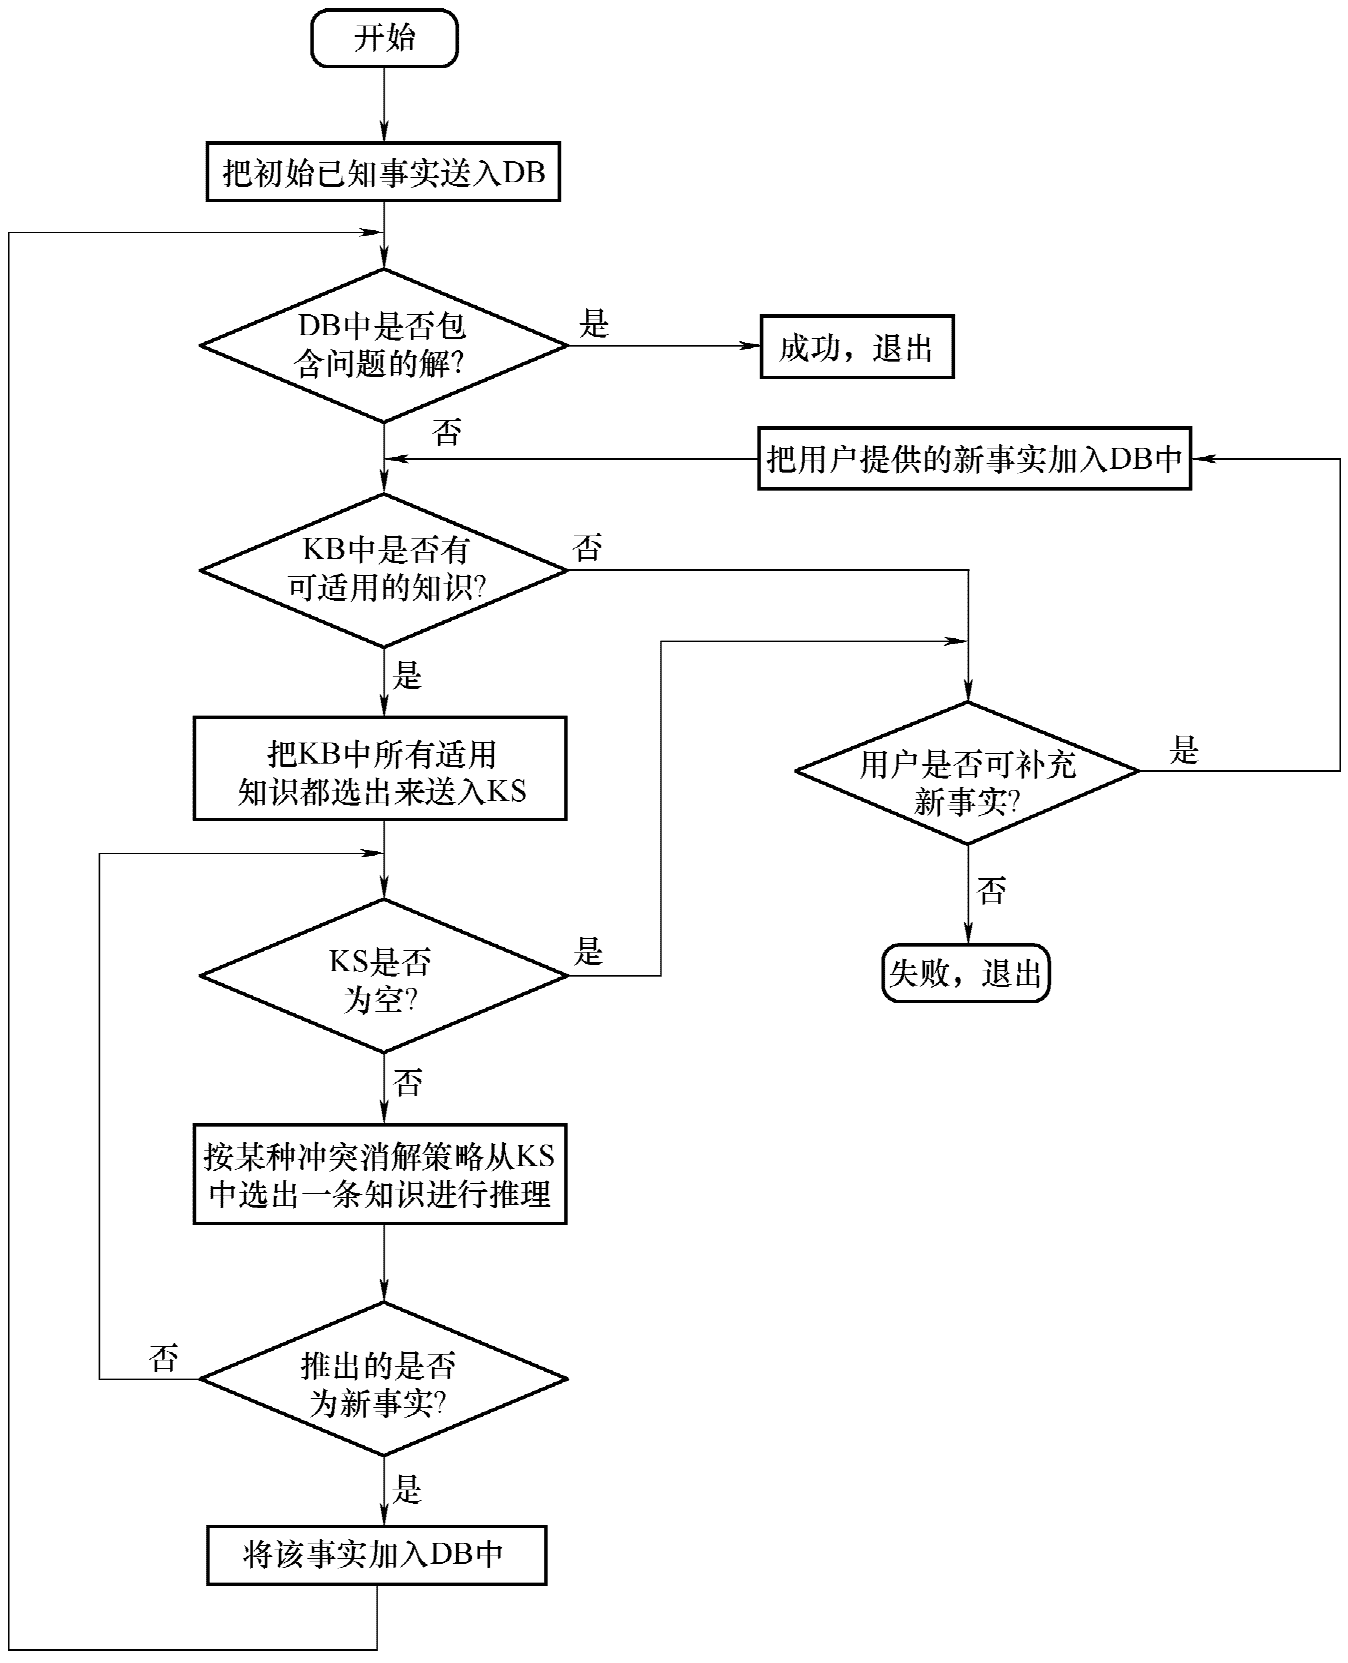 开始
把初始已知事实送入DB
DB中是否包
含问题的解?
是
成功，退出
否
把用户提供的新事实加入DB中
KB中是否有
可适用的知识?
否
是
把KB中所有适用
知识都选出来送入KS
用户是否可补充
新事实?
是
否
失败，退出
KS是否
为空?
是
否
按某种冲突消解策略从KS
中选出一条知识进行推理
推出的是否
为新事实?
否
是
将该事实加入DB中